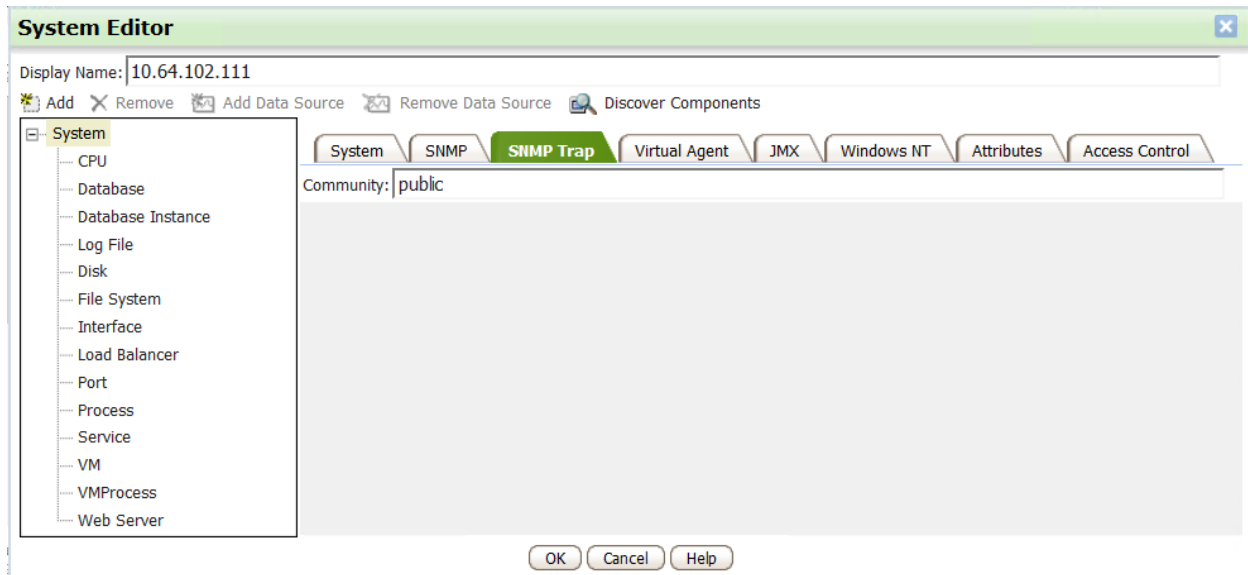 System Editor
Display Name: 10.64.102.111
Add Remove Add Data Source Remove Data Source Discover Components
System
CPU
Database
Database Instance
Log File
Disk
File System
Interface
Load Balancer
Port
Process
Service
VM
VMProcess
Web Server
System SNMP SNMP Trap Virtual Agent JMX Windows NT Attributes Access Control
Community: public
OK Cancel Help